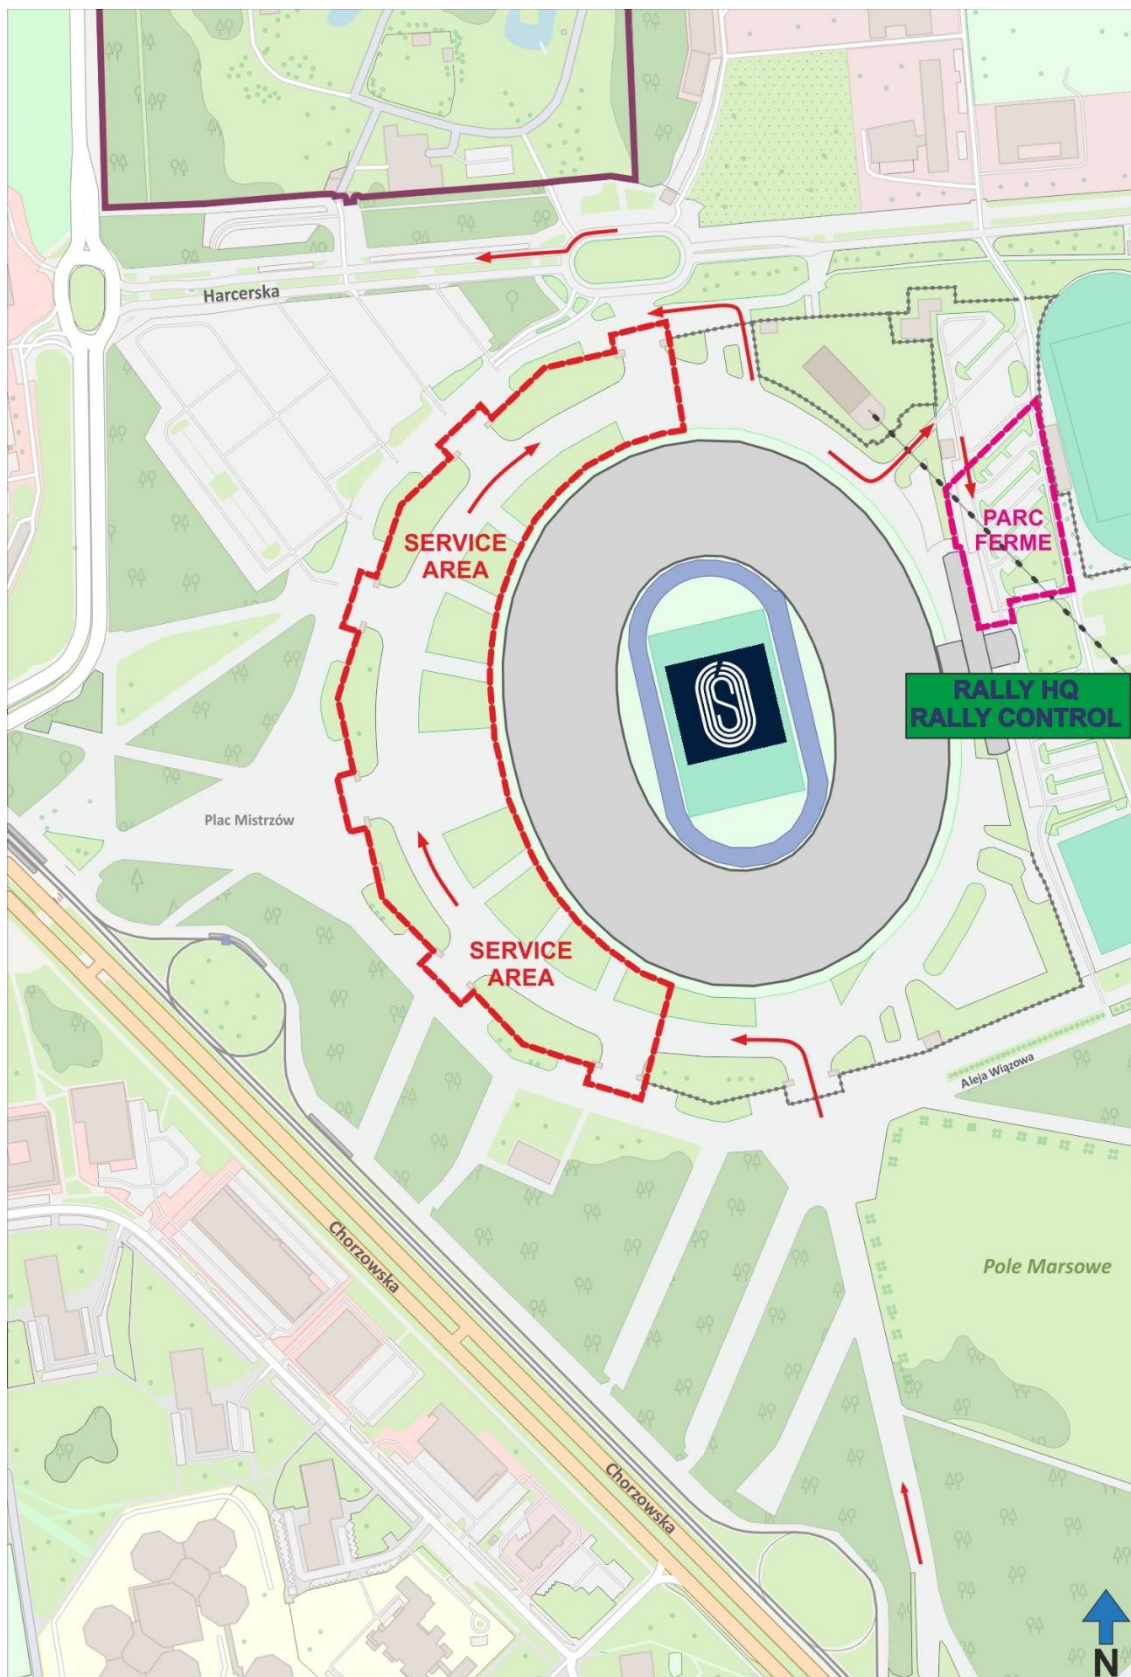 Harcerska
SERVICE
AREA
PARC
FERME
RALLY HQ
RALLY CONTROL
Plac Mistrzów
SERVICE
AREA
Aleja Wiązowa
Chorzowska
Pole Marsowe
Chorzowska
N